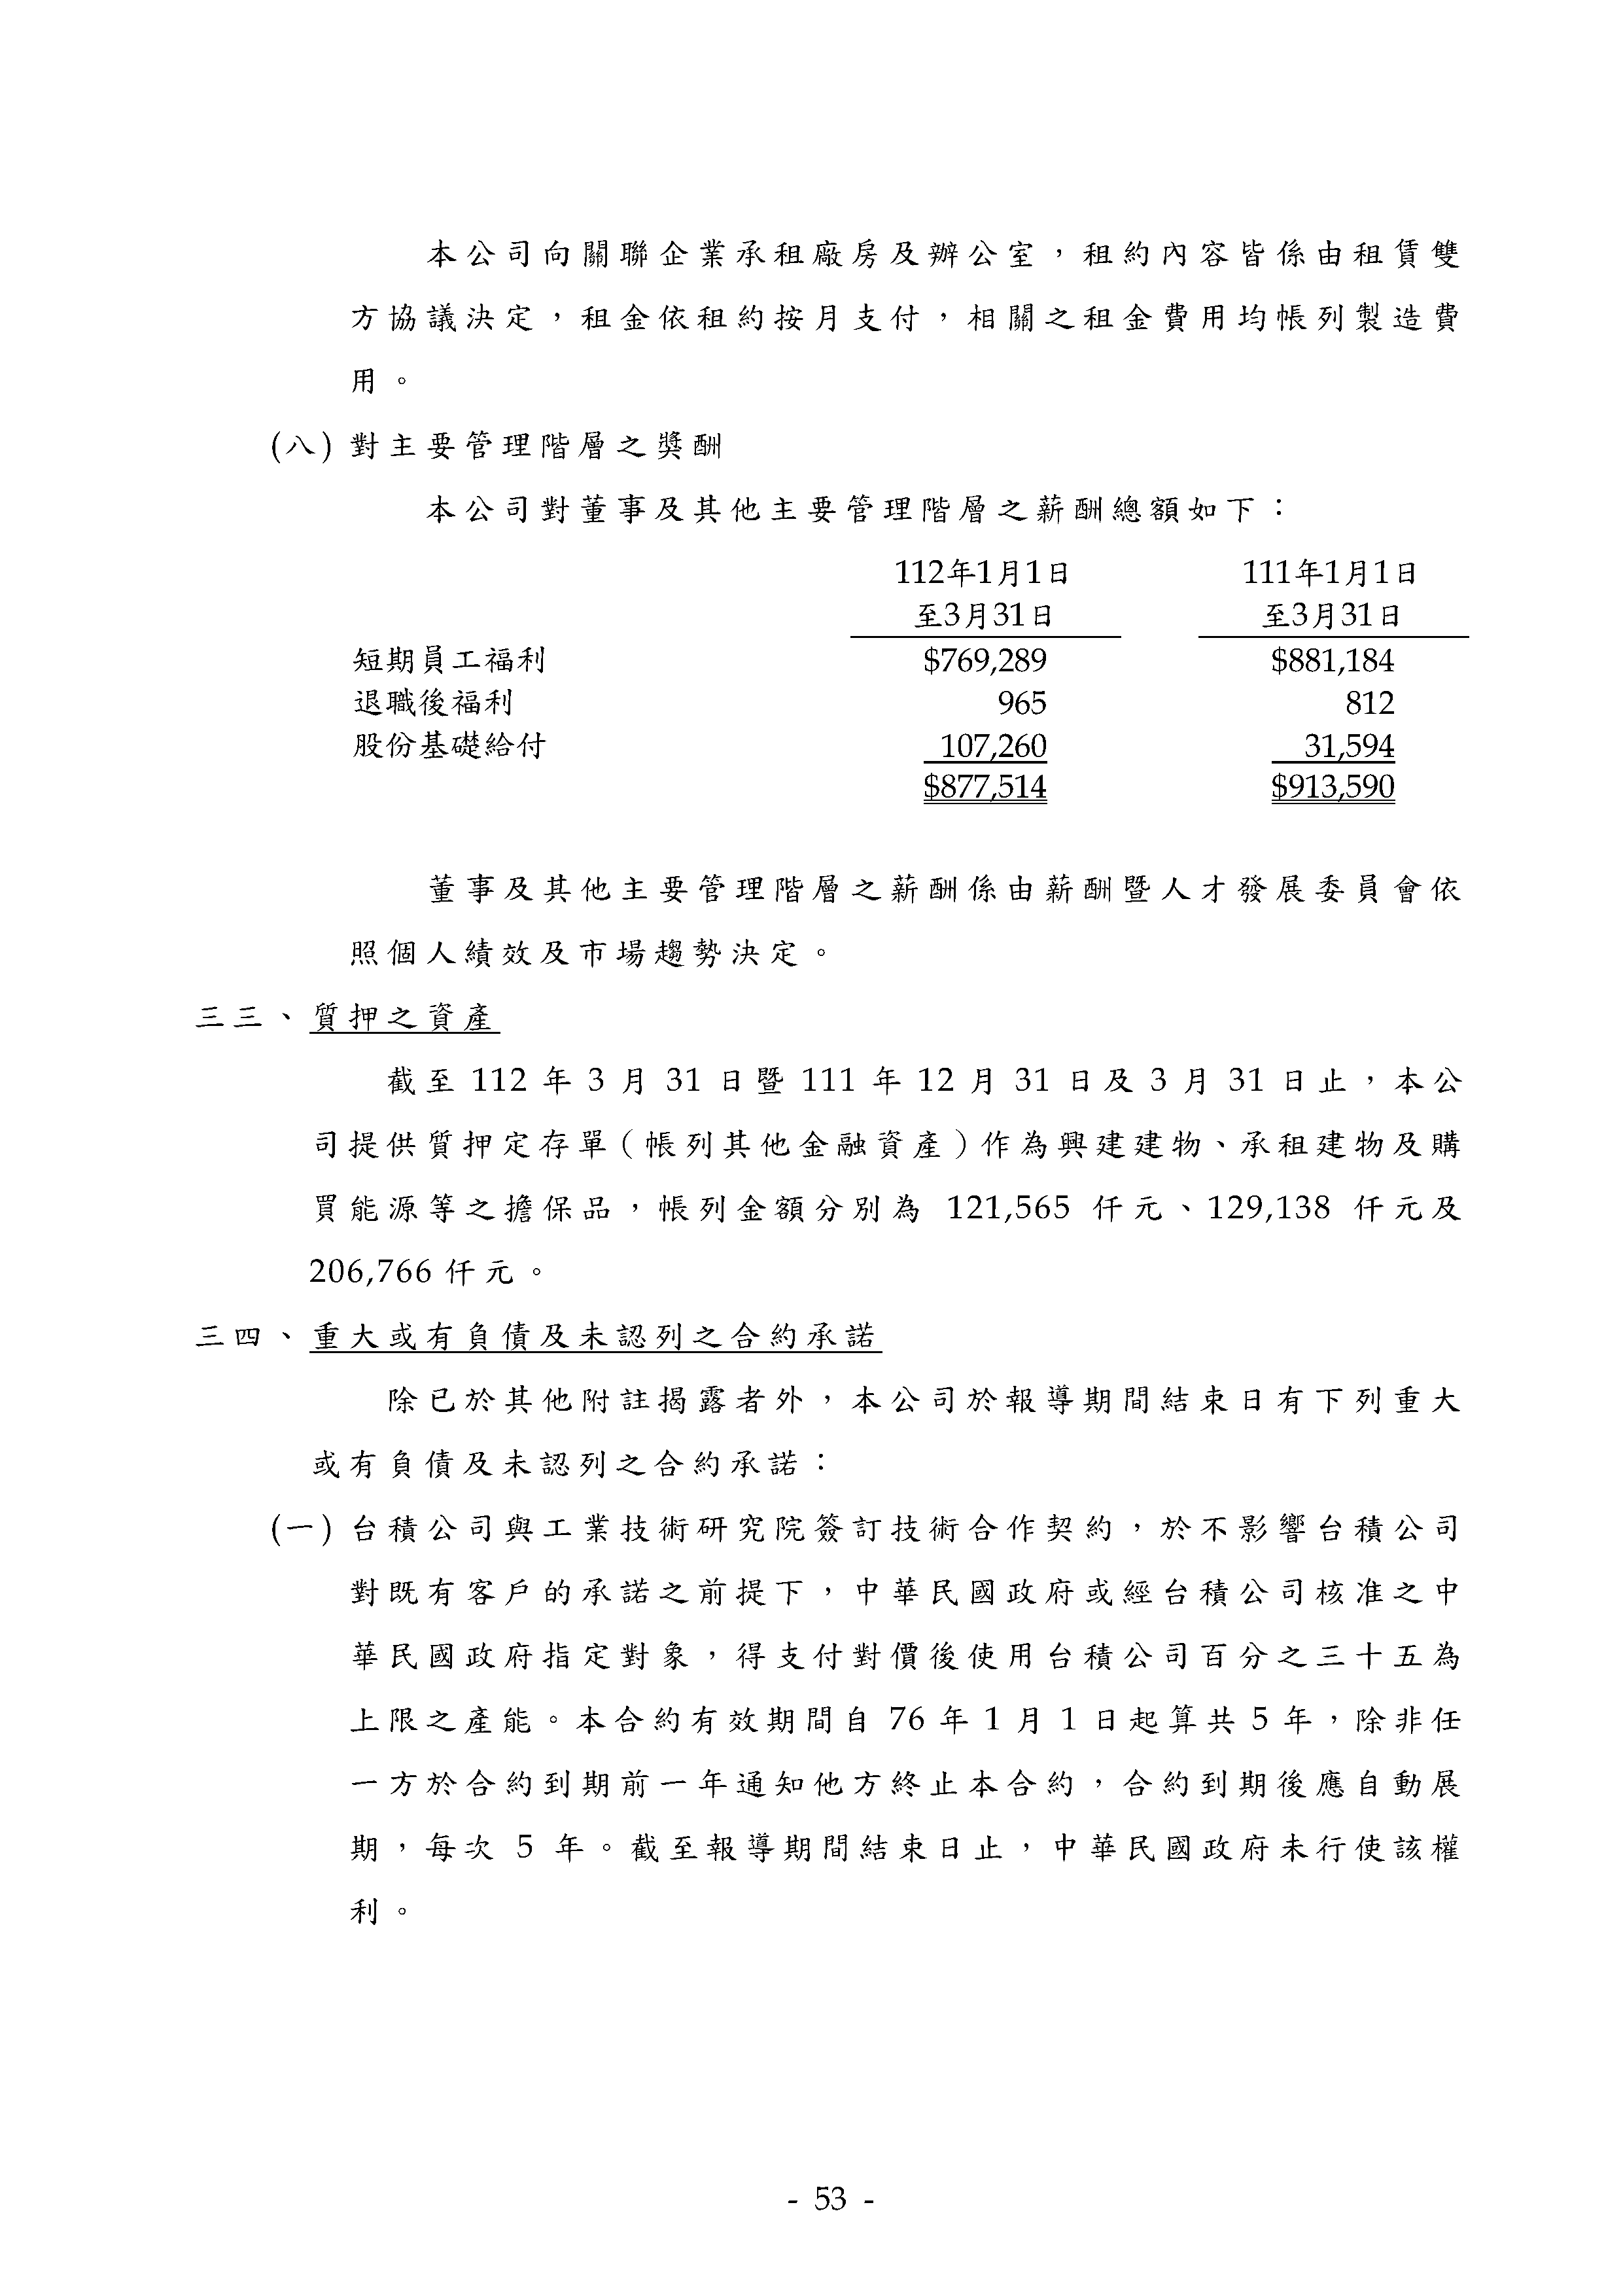 本公司向關聯企業承租廠房及辦公室，租約內容皆係由租賃雙
方協議決定，租金依租約按月支付，相關之租金費用均帳列製造費
用。
(八) 對主要管理階層之獎酬
本公司對董事及其他主要管理階層之薪酬總額如下：
112年1月1日 111年1月1日
至3月31日 至3月31日
短期員工福利 $769,289 $881,184
退職後福利 965 812
股份基礎給付 107,260 31,594
$877,514 $913,590
董事及其他主要管理階層之薪酬係由薪酬暨人才發展委員會依
照個人績效及市場趨勢決定。
三三、質押之資產
截至 112 年 3 月 31 日暨 111 年 12 月 31 日及 3 月 31 日止，本公
司提供質押定存單（帳列其他金融資產）作為興建建物、承租建物及購
買能源等之擔保品，帳列金額分別為 121,565 仟元、129,138 仟元及
206,766 仟元。
三四、重大或有負債及未認列之合約承諾
除已於其他附註揭露者外，本公司於報導期間結束日有下列重大
或有負債及未認列之合約承諾：
(一) 台積公司與工業技術研究院簽訂技術合作契約，於不影響台積公司
對既有客戶的承諾之前提下，中華民國政府或經台積公司核准之中
華民國政府指定對象，得支付對價後使用台積公司百分之三十五為
上限之產能。本合約有效期間自 76 年 1 月 1 日起算共 5 年，除非任
一方於合約到期前一年通知他方終止本合約，合約到期後應自動展
期，每次 5 年。截至報導期間結束日止，中華民國政府未行使該權
利。
- 53 -